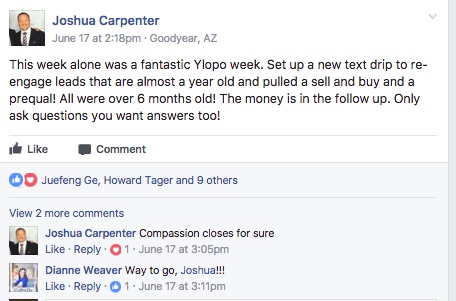 Joshua Carpenter
June 17 at 2:18pm · Goodyear, AZ
This week alone was a fantastic Ylopo week. Set up a new text drip to re-
engage leads that are almost a year old and pulled a sell and buy and a
prequal! All were over 6 months old! The money is in the follow up. Only
ask questions you want answers too!
Like Comment
Juefeng Ge, Howard Tager and 9 others
View 2 more comments
Joshua Carpenter Compassion closes for sure
Like · Reply · 1 · June 17 at 3:05pm
Dianne Weaver Way to go, Joshua!!!
Like · Reply · 1 · June 17 at 3:11pm